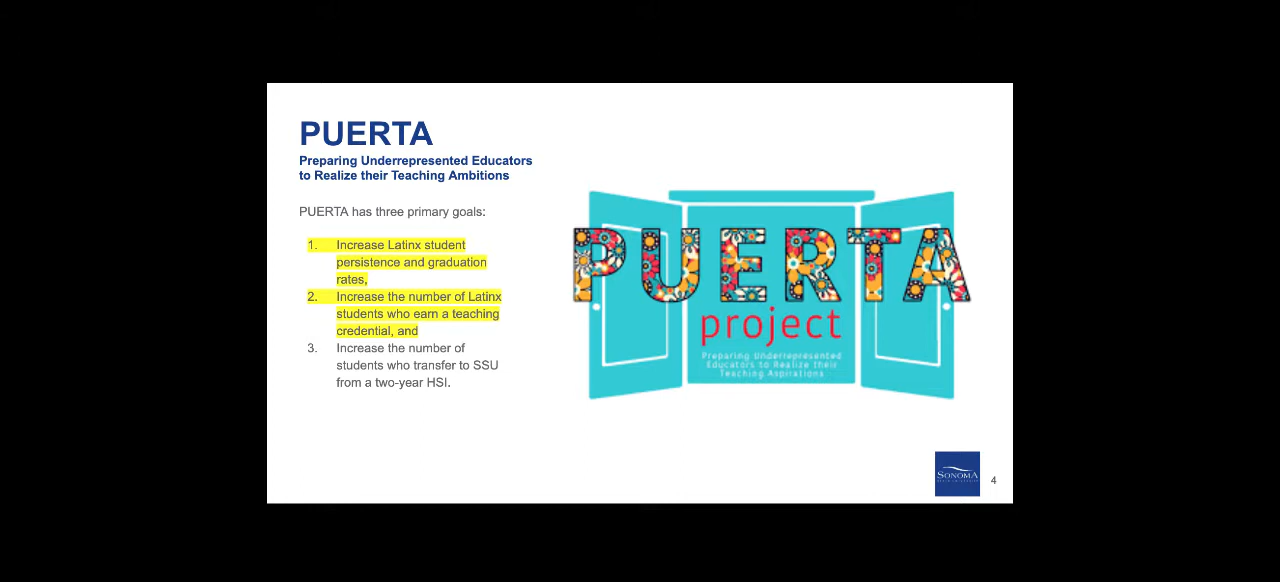 PUERTA
Preparing Underrepresented Educators
to Realize their Teaching Ambitions
PUERTA has three primary goals:
1. Increase Latinx student
persistence and graduation
rates,
2. Increase the number of Latinx
students who earn a teaching
credential, and
3. Increase the number of
students who transfer to SSU
from a two-year HSI.
PUERTA
project
Preparing Underrepresented
Educators to Realize their
Teaching Aspirations
SONOMA
4